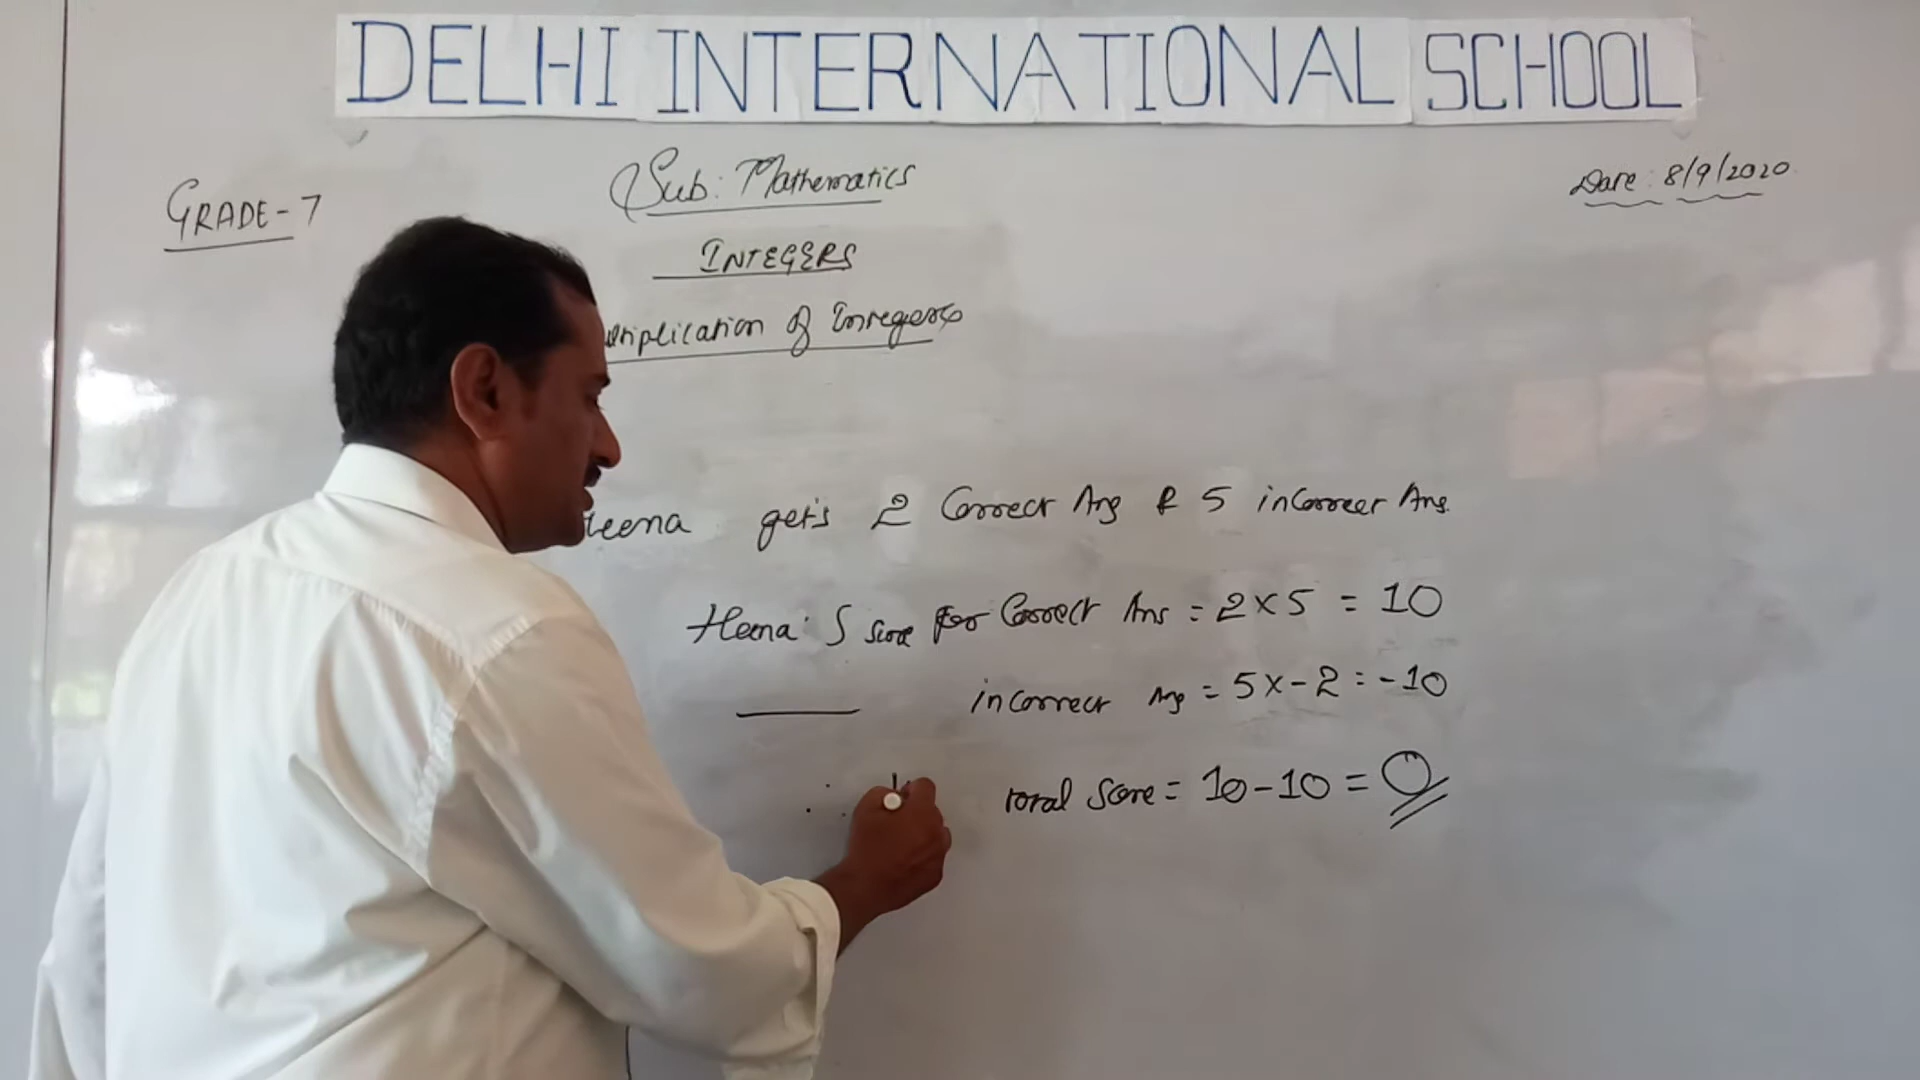 DELHI INTERNATIONAL SCHOOL
GRADE-7
Sub: Mathematics
Date: 8/9/2020
INTEGERS
ultiplication of Integers
Heena gets 2 Correct Ans & 5 incorrect Ans.
Heena's score for Correct Ans = 2 x 5 = 10
incorrect Ans = 5 x - 2 = - 10
∴ total Score = 10 - 10 = 0